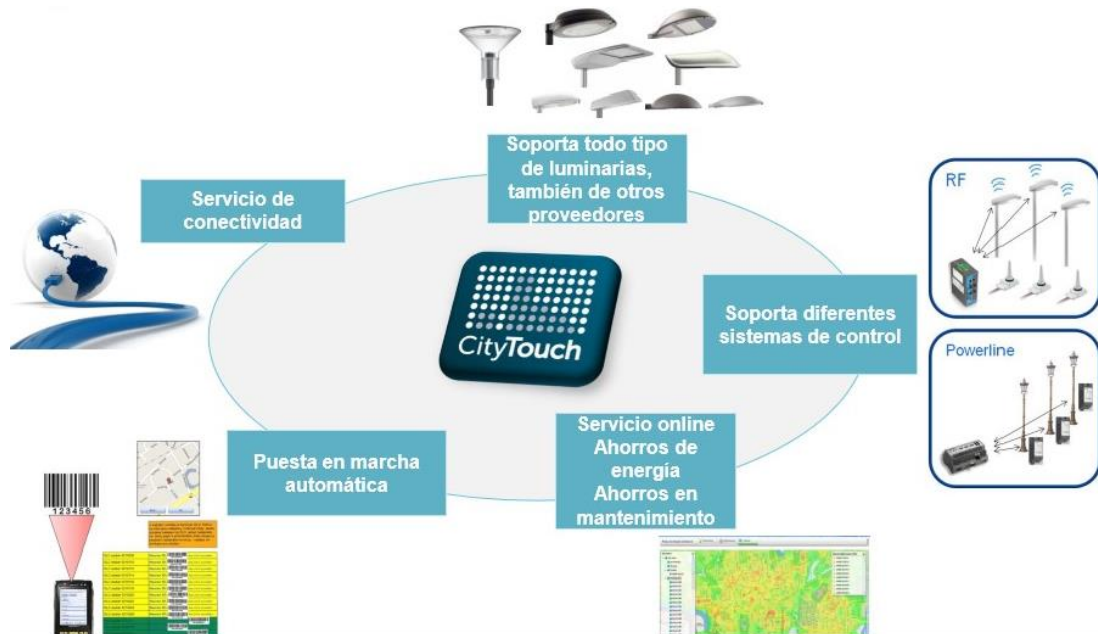 Soporta todo tipo
de luminarias,
también de otros
proveedores
Servicio de
conectividad
RF
CityTouch
Soporta diferentes
sistemas de control
Powerline
Servicio online
Ahorros de
energía
Ahorros en
mantenimiento
Puesta en marcha
automática
123456